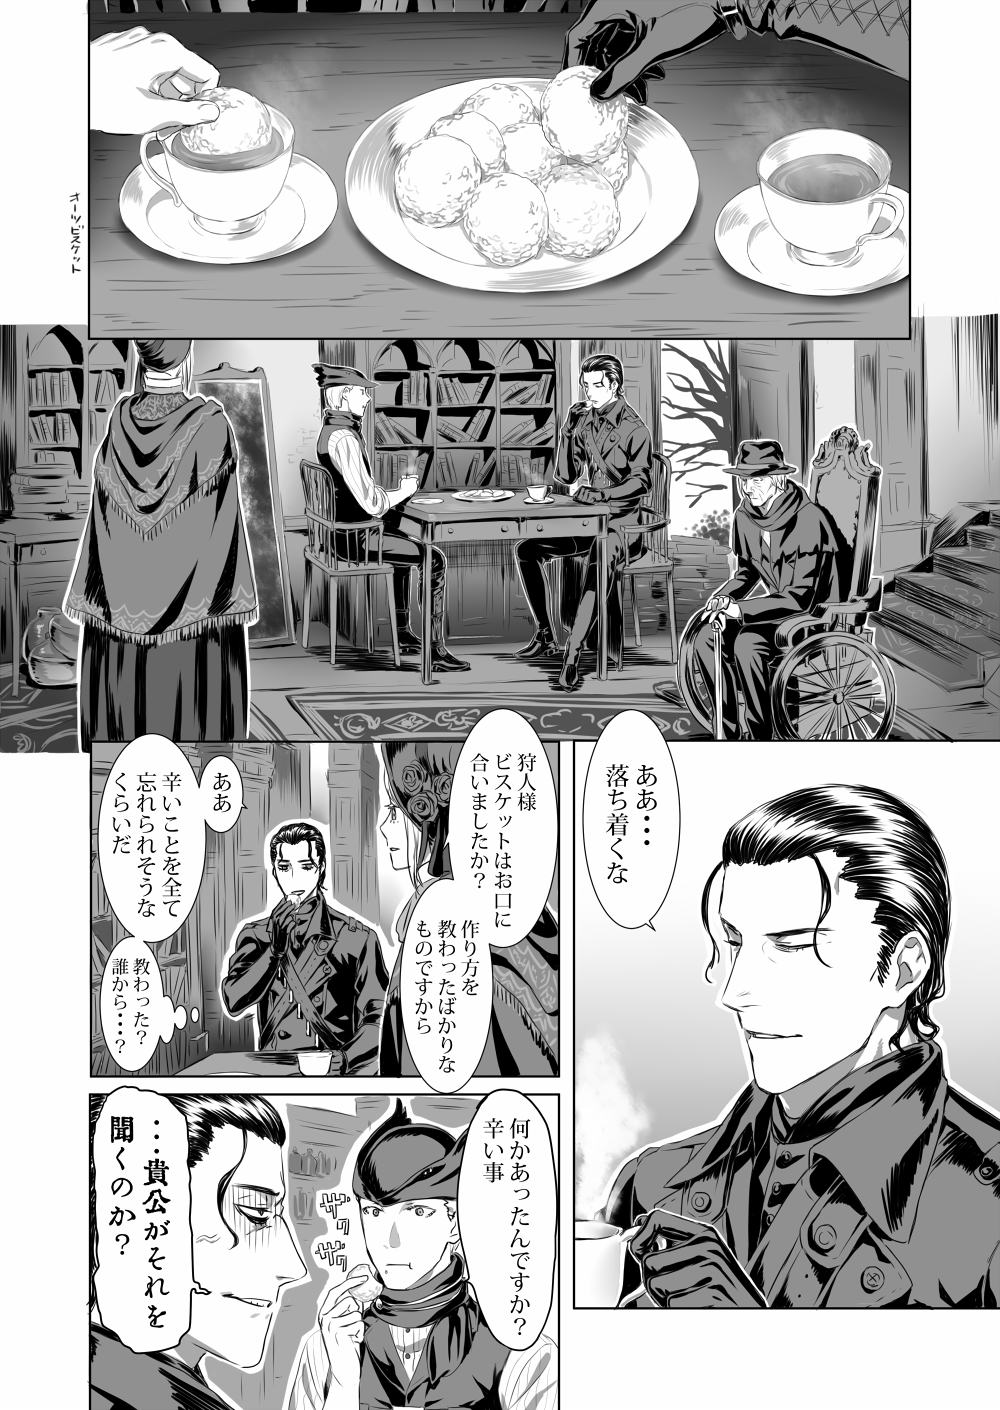 オーツビスケット
ああ・・・
落ち着くな
狩人様
ビスケットはお口に
合いましたか？
作り方を
教わったばかりな
ものですから
ああ
辛いことを全て
忘れられそうな
くらいだ
教わった？
誰から・・・・？
何かあったんですか？
辛い事
ザク
ザク
・・・貴公がそれを
聞くのか？